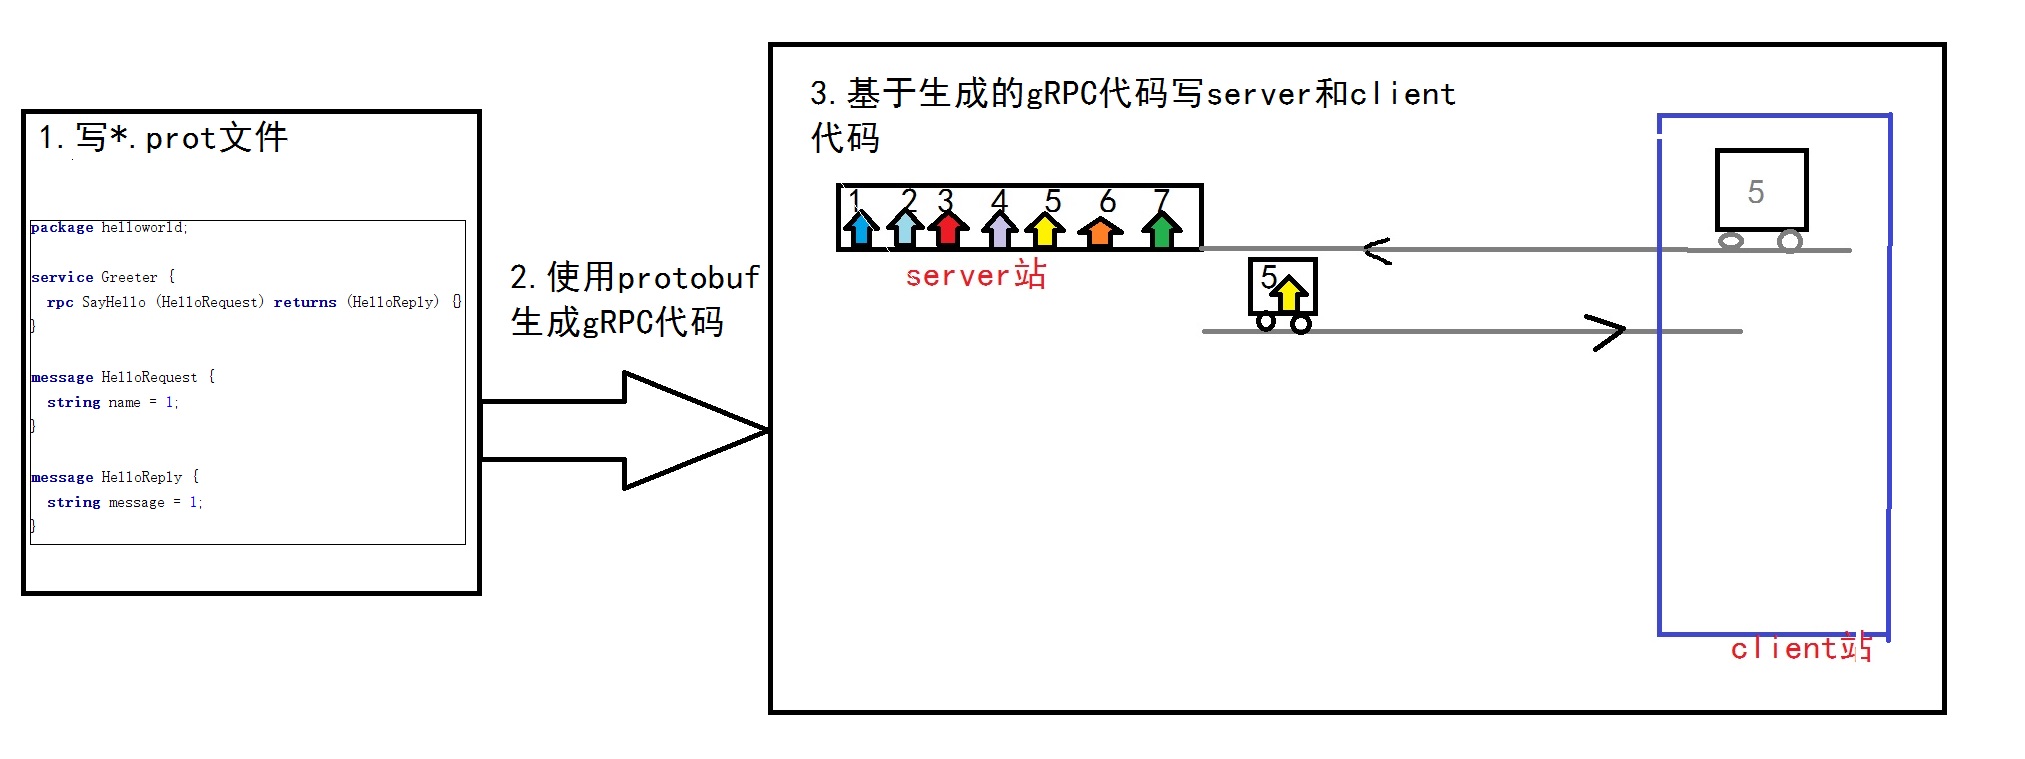 1.写*.prot文件
package helloworld;
service Greeter {
rpc SayHello (HelloRequest) returns (HelloReply) {}
}
message HelloRequest {
string name = 1;
}
message HelloReply {
string message = 1;
}
2.使用protobuf
生成gRPC代码
3.基于生成的gRPC代码写server和client
代码
1 2 3 4 5 6 7
server站
5
5
client站